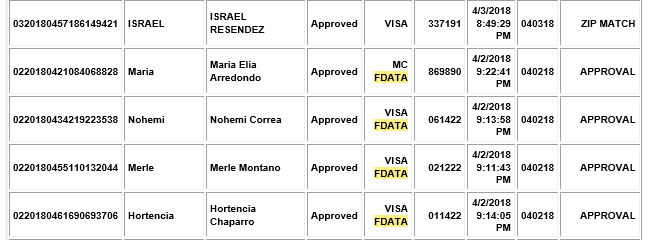 0320180457186149421 ISRAEL ISRAEL RESENDEZ Approved VISA 337191 4/3/2018 8:49:29 PM 040318 ZIP MATCH
0220180421084068828 Maria Maria Elia Arredondo Approved MC FDATA 869890 4/2/2018 9:22:41 PM 040218 APPROVAL
0220180434219223538 Nohemi Nohemi Correa Approved VISA FDATA 061422 4/2/2018 9:13:58 PM 040218 APPROVAL
0220180455110132044 Merle Merle Montano Approved VISA FDATA 021222 4/2/2018 9:11:43 PM 040218 APPROVAL
0220180461690693706 Hortencia Hortencia Chaparro Approved VISA FDATA 011422 4/2/2018 9:14:05 PM 040218 APPROVAL